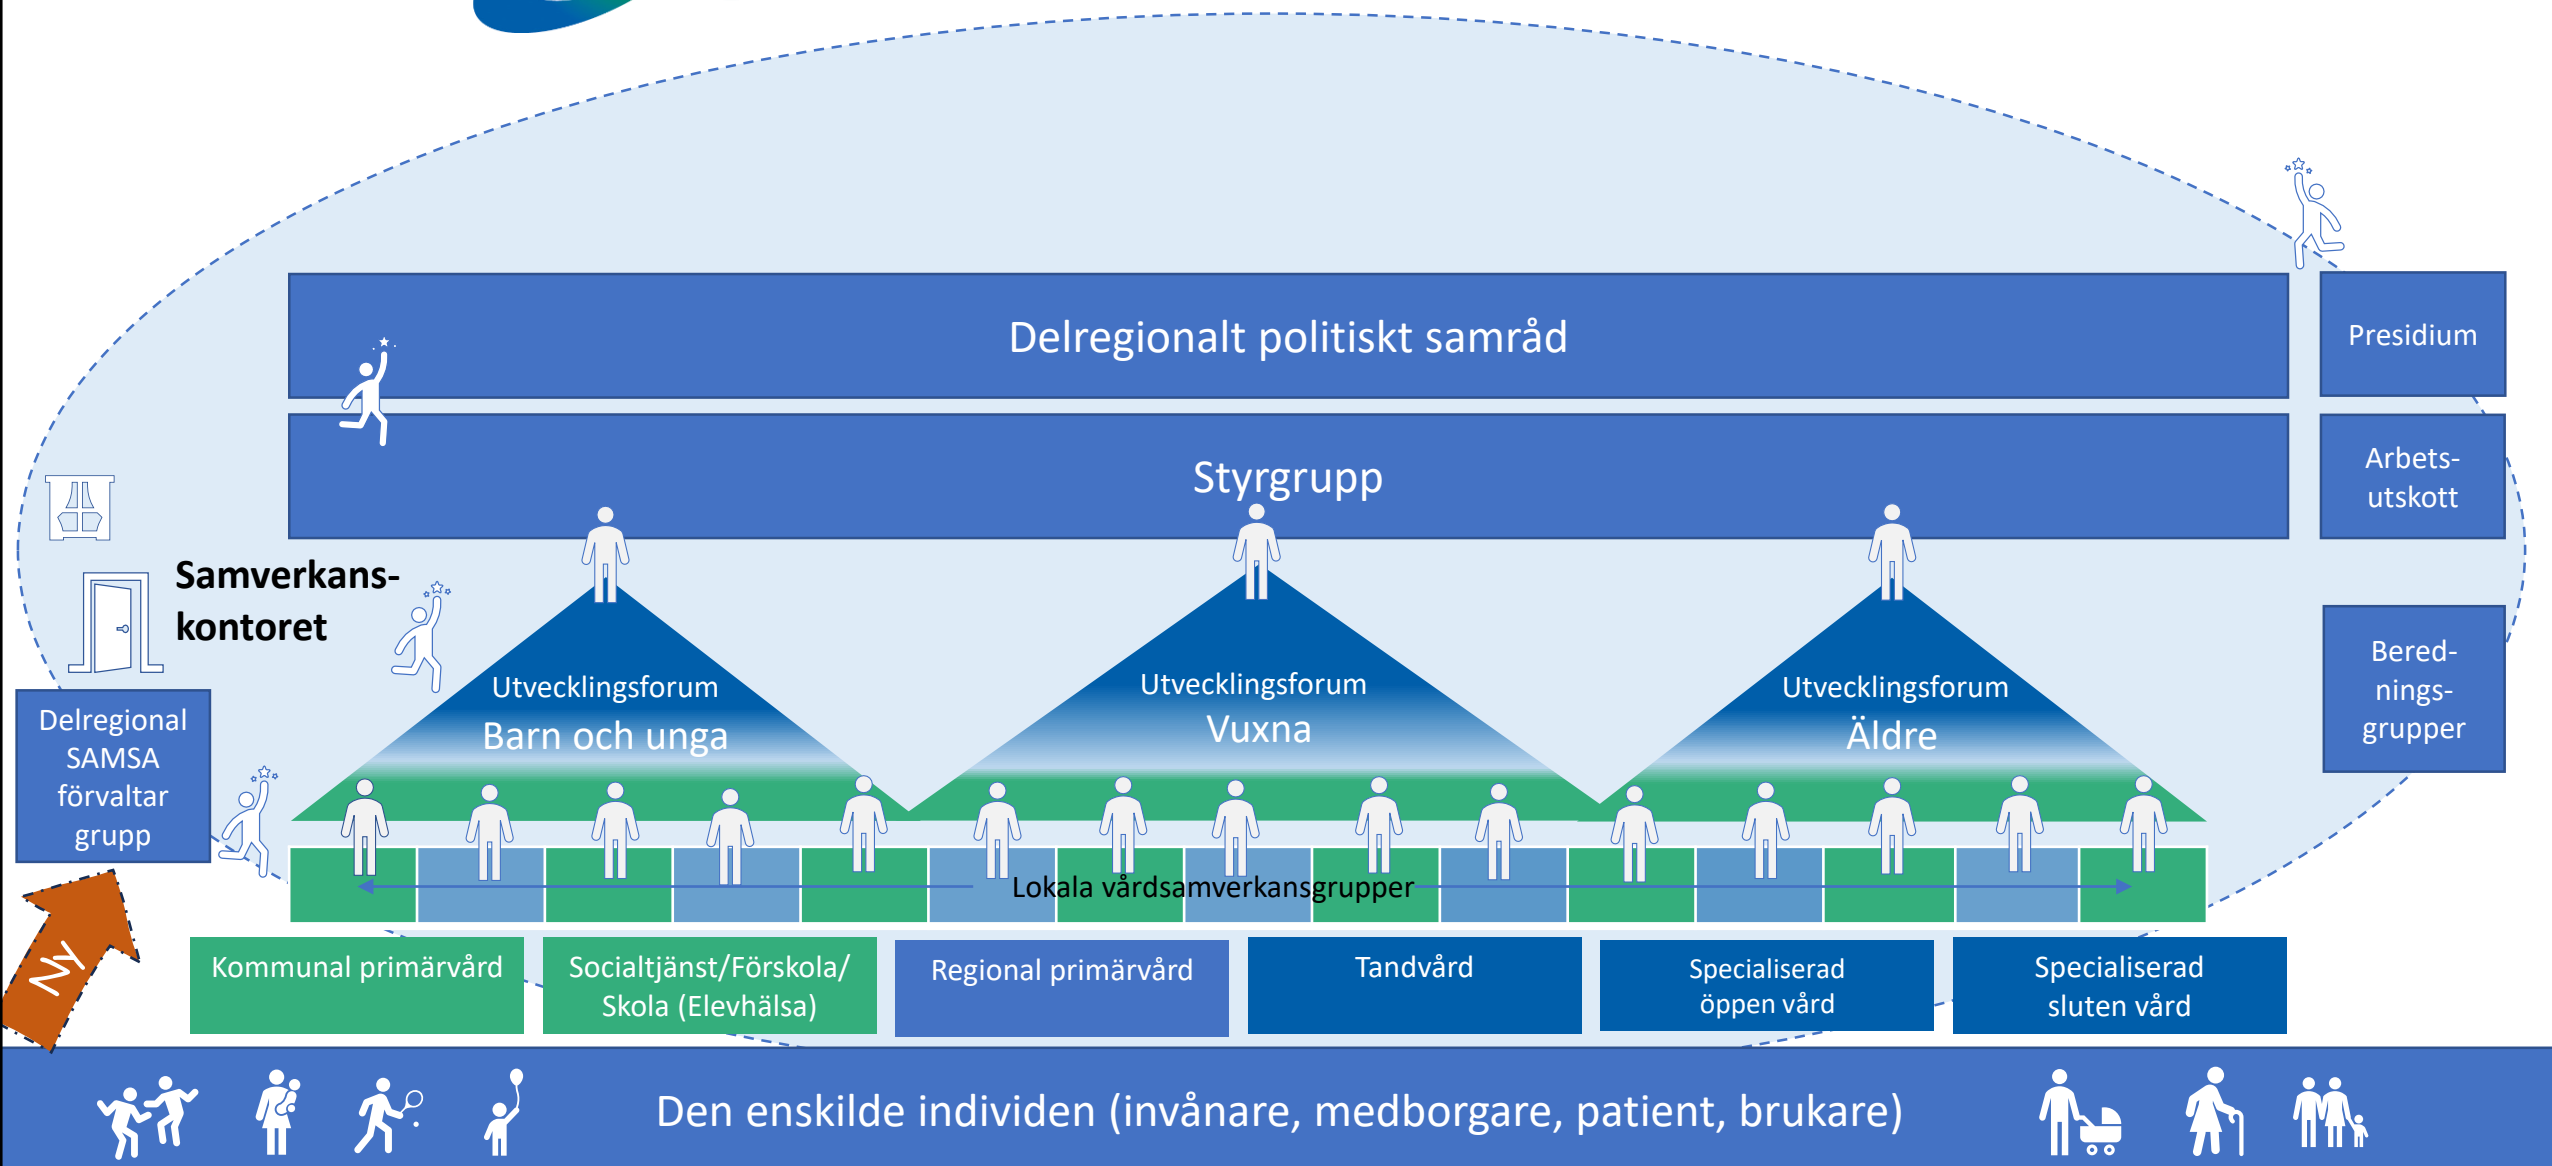 Delregionalt politiskt samråd
Presidium
Styrgrupp
Arbets-
utskott
Samverkans-
kontoret
Utvecklingsforum
Barn och unga
Utvecklingsforum
Vuxna
Utvecklingsforum
Äldre
Bered-
nings-
grupper
Delregional
SAMSA
förvaltar
grupp
Ny
Lokala vårdsamverkansgrupper
Kommunal primärvård
Socialtjänst/Förskola/
Skola (Elevhälsa)
Regional primärvård
Tandvård
Specialiserad
öppen vård
Specialiserad
sluten vård
Den enskilde individen (invånare, medborgare, patient, brukare)